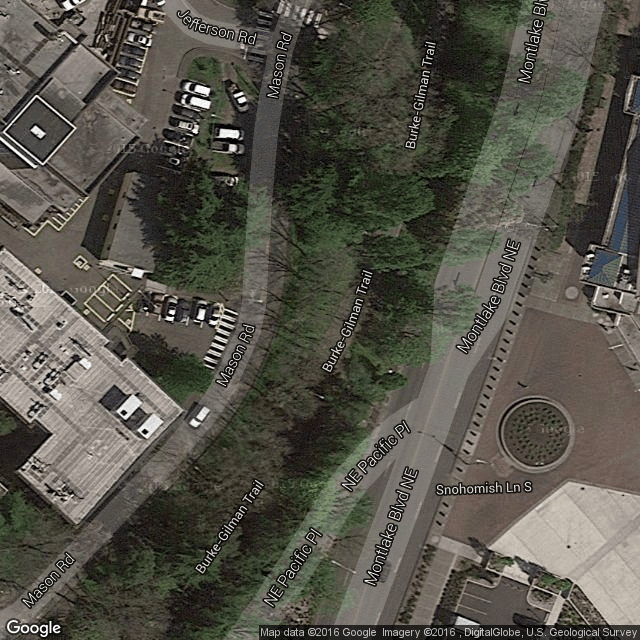 Jefferson Rd
Mason Rd
Montlake Bl
Burke-Gilman Trail
Montlake Blvd NE
Burke-Gilman Trail
Mason Rd
NE Pacific Pl
Montlake Blvd NE
Snohomish Ln S
Burke-Gilman Trail
NE Pacific Pl
Mason Rd
Google
Map data ©2016 Google Imagery ©2016 , DigitalGlobe, U.S. Geological Survey